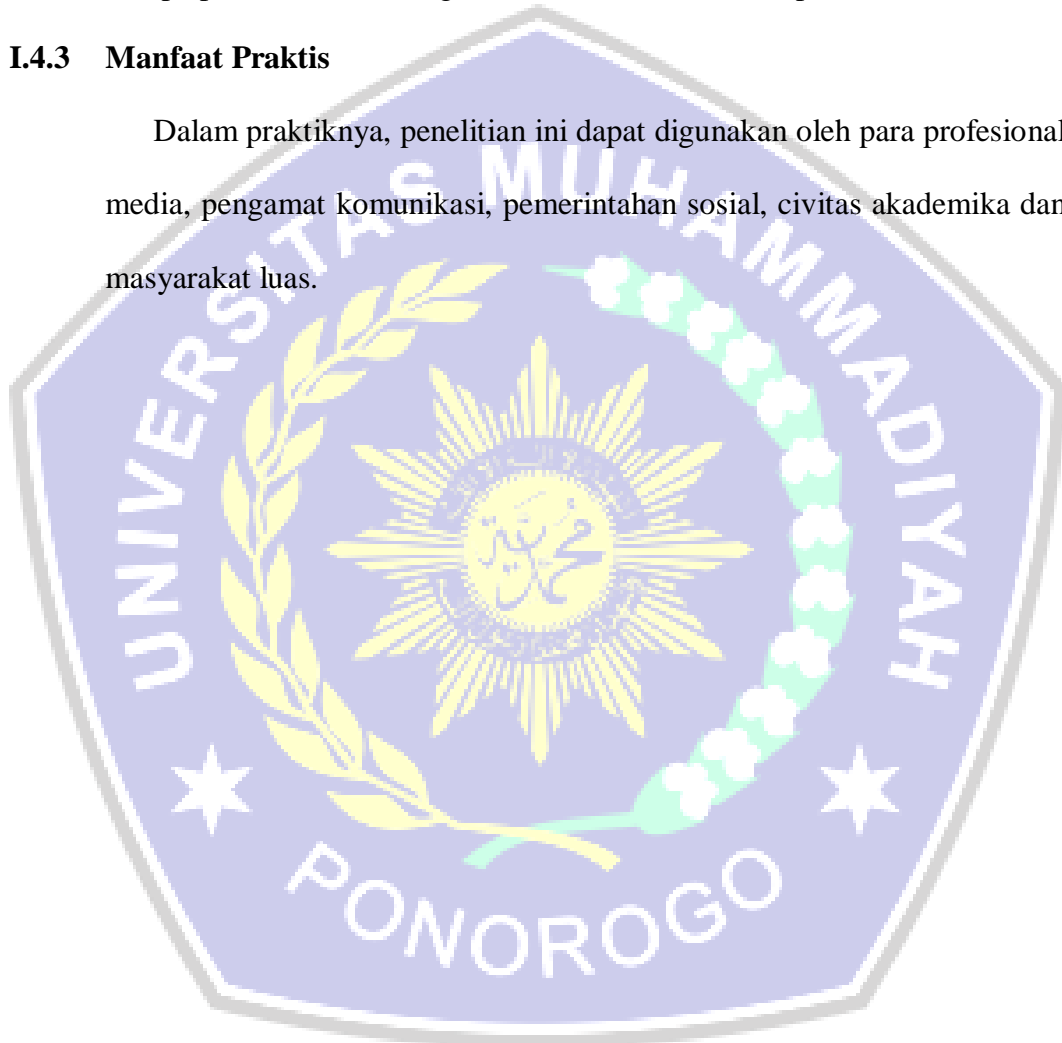 I.4.3 Manfaat Praktis
Dalam praktiknya, penelitian ini dapat digunakan oleh para profesional
media, pengamat komunikasi, pemerintahan sosial, civitas akademika dan
masyarakat luas.
UNIVERSITAS MUHAMMADIYAH
PONOROGO